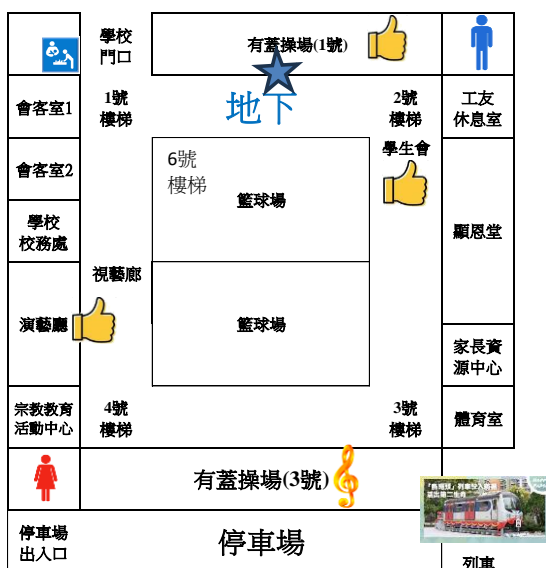 學校
門口
有蓋操場(1號)
會客室1
1號
樓梯
地下
2號
樓梯
工友
休息室
會客室2
6號
樓梯
籃球場
學生會
學校
校務處
顯恩堂
視藝廊
演藝廳
籃球場
家長資
源中心
宗教教育
活動中心
4號
樓梯
3號
樓梯
體育室
有蓋操場(3號)
停車場
出入口
停車場
列車